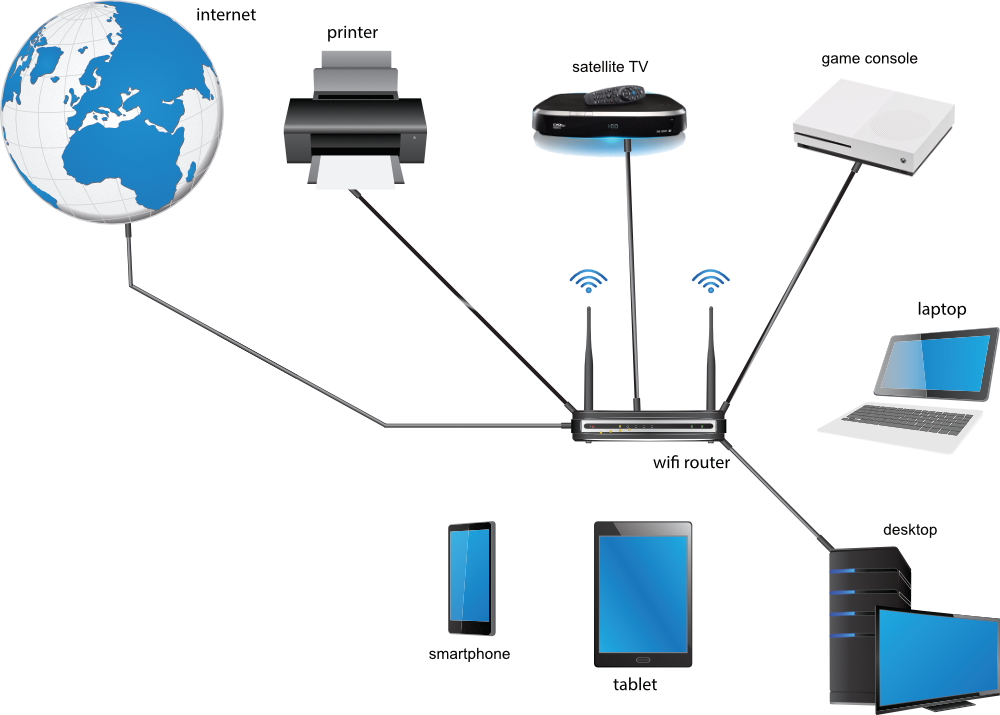 internet
printer
satellite TV
game console
laptop
wifi router
desktop
smartphone
tablet